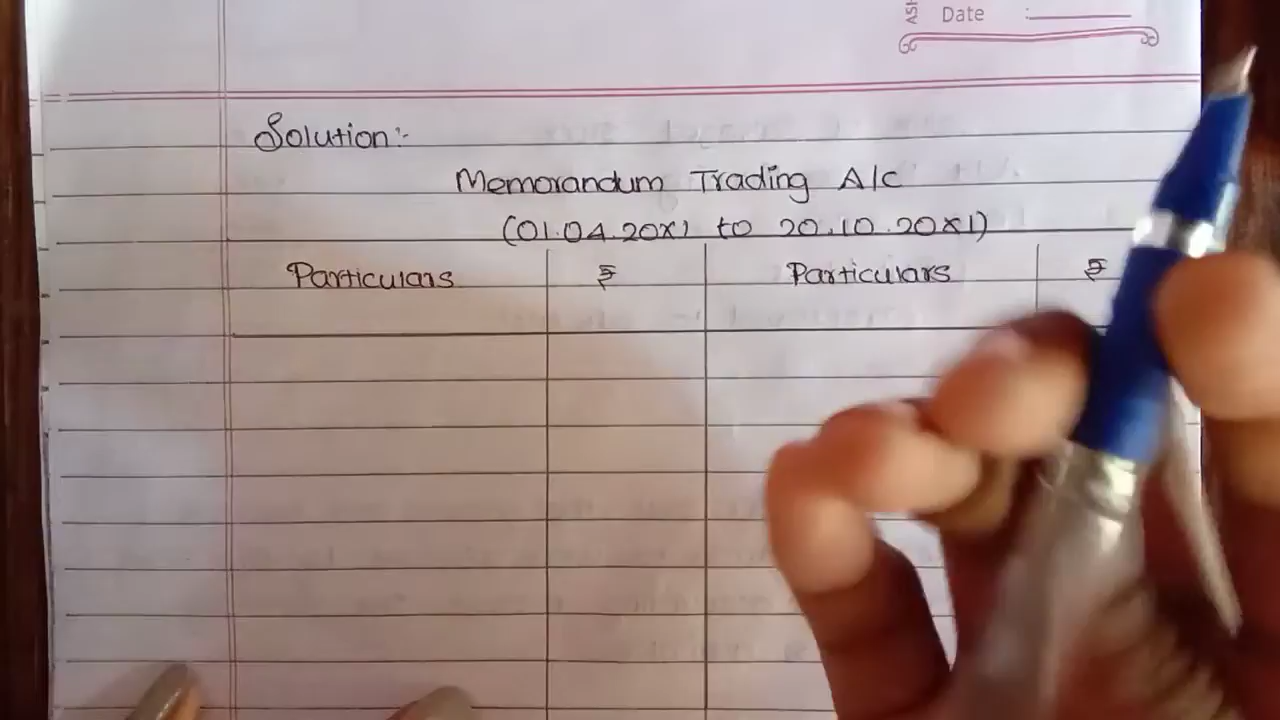 Date :
Solution:-
Memorandum Trading A/c
(01.04.20X1 to 20.10.20X1)
Particulars ₹ Particulars ₹